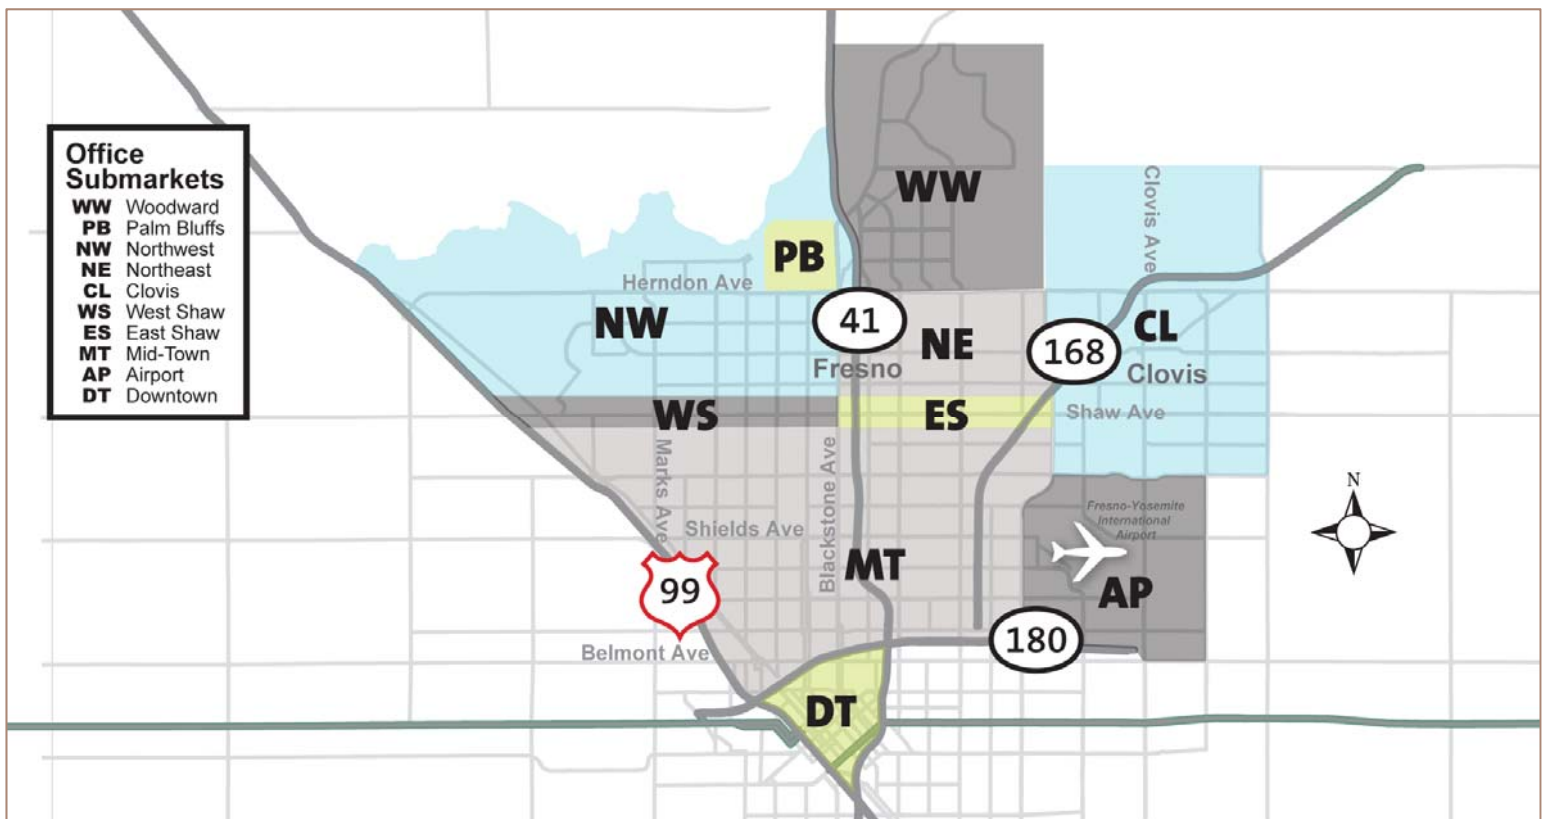 Office
Submarkets
WW Woodward
PB Palm Bluffs
NW Northwest
NE Northeast
CL Clovis
WS West Shaw
ES East Shaw
MT Mid-Town
AP Airport
DT Downtown
WW
Clovis Ave
PB
Herndon Ave
NW
41
NE
168
CL
Fresno
Clovis
WS
ES
Shaw Ave
Marks Ave
Blackstone Ave
N
Fresno-Yosemite
International
Airport
Shields Ave
MT
99
AP
180
Belmont Ave
DT